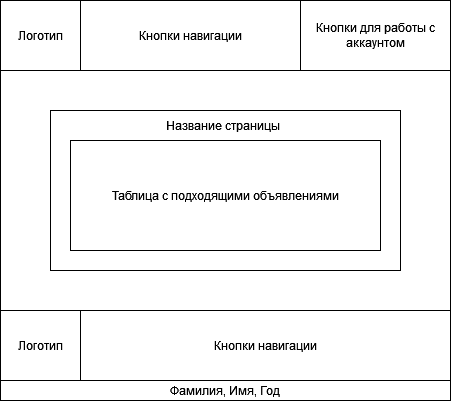 Логотип
Кнопки навигации
Кнопки для работы с
аккаунтом
Название страницы
Таблица с подходящими объявлениями
Логотип
Кнопки навигации
Фамилия, Имя, Год